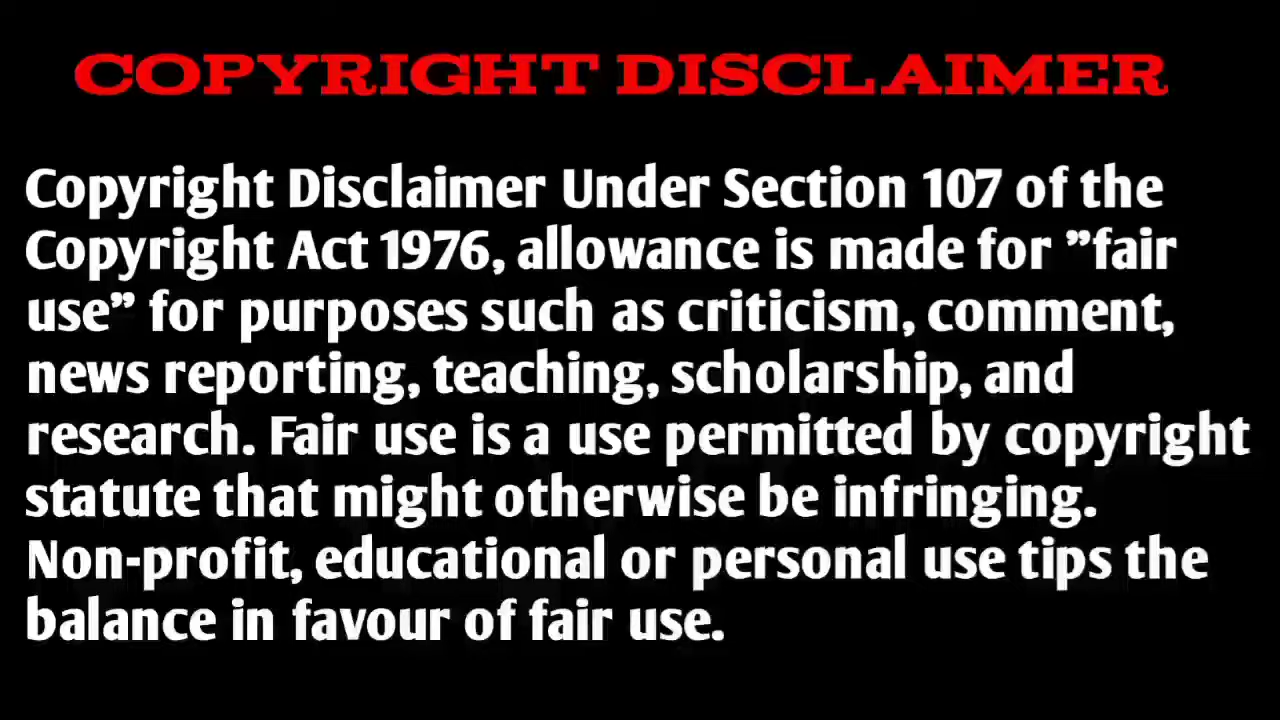 COPYRIGHT DISCLAIMER
Copyright Disclaimer Under Section 107 of the
Copyright Act 1976, allowance is made for ”fair
use” for purposes such as criticism, comment,
news reporting, teaching, scholarship, and
research. Fair use is a use permitted by copyright
statute that might otherwise be infringing.
Non-profit, educational or personal use tips the
balance in favour of fair use.